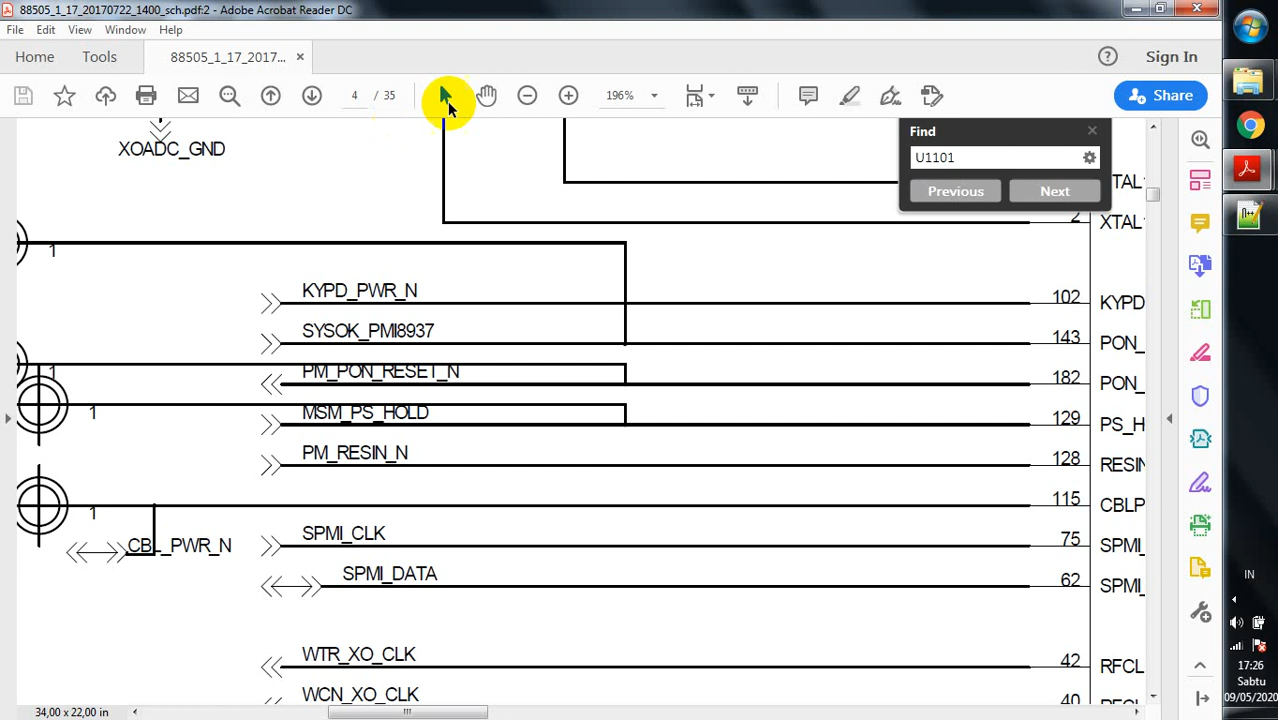 88505_1_17_20170722_1400_sch.pdf:2 - Adobe Acrobat Reader DC
File Edit View Window Help
Home Tools 88505_1_17_2017... × Sign In
4 / 35 196% Share
Find
U1101
Previous Next
XOADC_GND
TAL
2 XTAL
1
KYPD_PWR_N 102 KYPD
SYSOK_PMI8937 143 PON_
1 PM_PON_RESET_N 182 PON_
1 MSM_PS_HOLD 129 PS_H
PM_RESIN_N 128 RESIN
1 115 CBLP
CBL_PWR_N SPMI_CLK 75 SPMI_
SPMI_DATA 62 SPMI_
WTR_XO_CLK 42 RFCL
WCN_XO_CLK 40
34,00 x 22,00 in
IN
17:26
Sabtu
09/05/2020